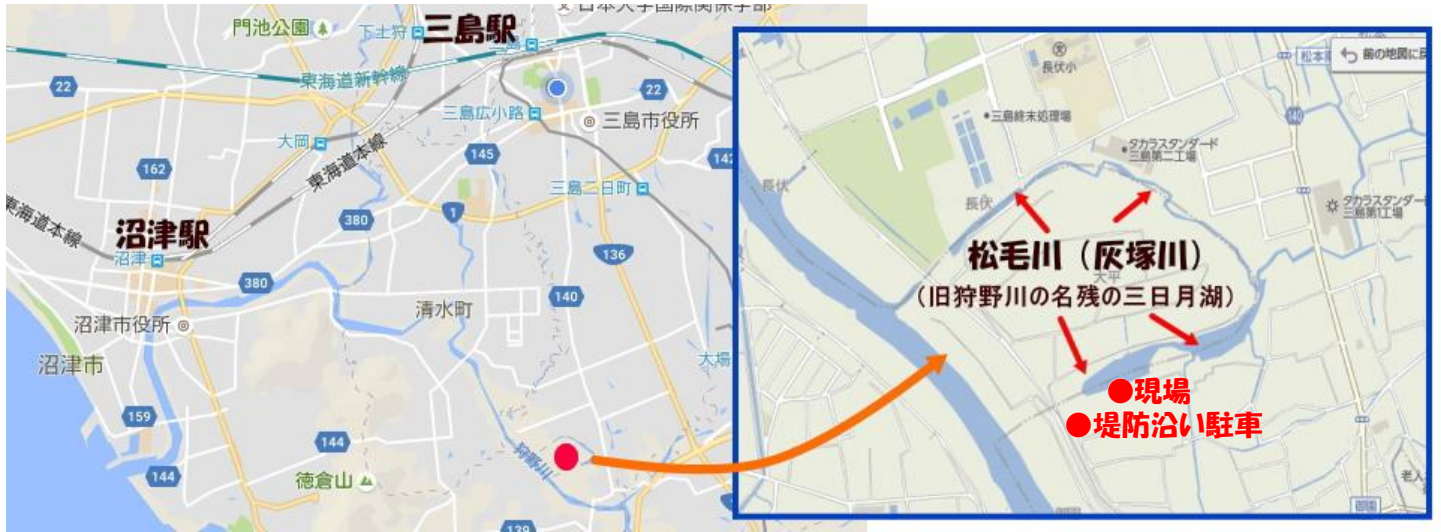 日本大学国際関係学部
門池公園
下土狩
三島駅
三島
東海道新幹線
22
22
三島広小路
三島市役所
大岡
東海道本線
145
142
162
三島二日町
東海道本線
380
1
沼津駅
沼津
136
380
140
清水町
沼津市役所
沼津市
大場
159
144
144
徳倉山
狩野川
139
松本
前の地図に戻
長伏小
三島終末処理場
140
タカラスタンダード
三島第二工場
長伏
長伏
タカラスタンダード
三島第1工場
松毛川（灰塚川）
大平
（旧狩野川の名残の三日月湖）
●現場
●堤防沿い駐車
老人
御園